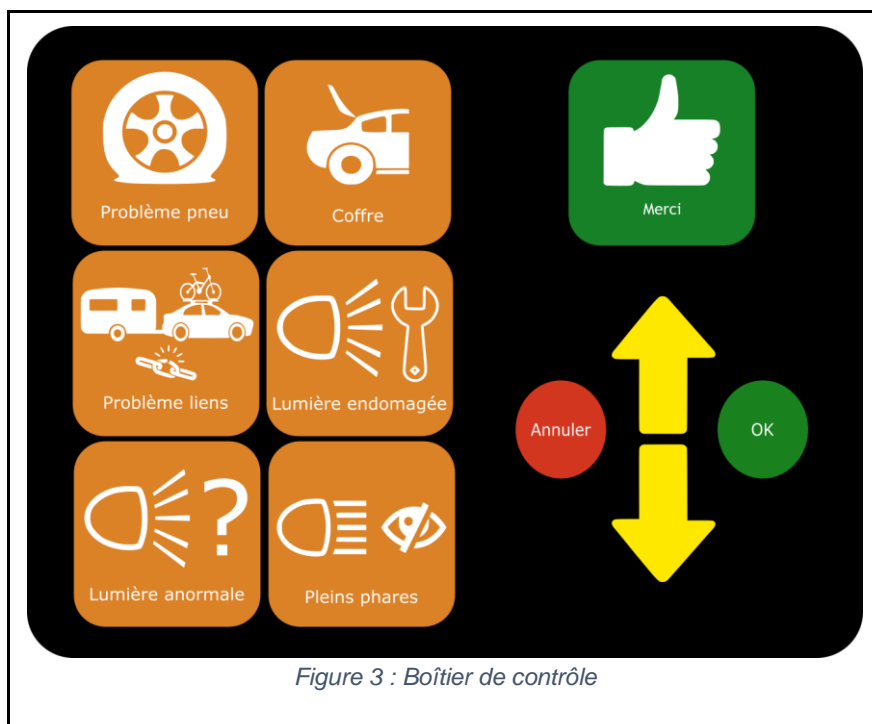 Problème pneu
Coffre
Merci
Problème liens
Lumière endomagée
Annuler
OK
Lumière anormale
Pleins phares
Figure 3 : Boîtier de contrôle